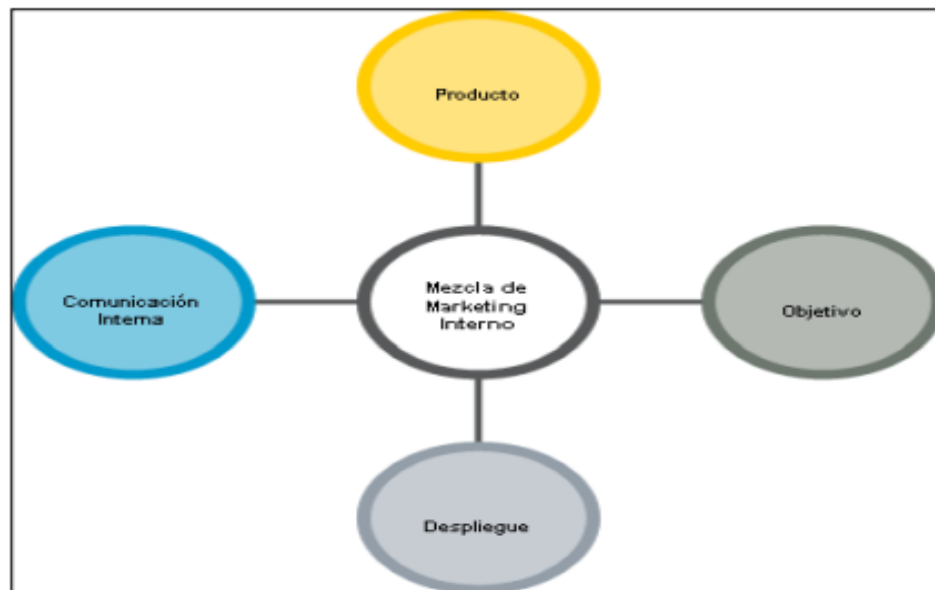 Producto
Comunicación
Interna
Mezcla de
Marketing
Interno
Objetivo
Despliegue